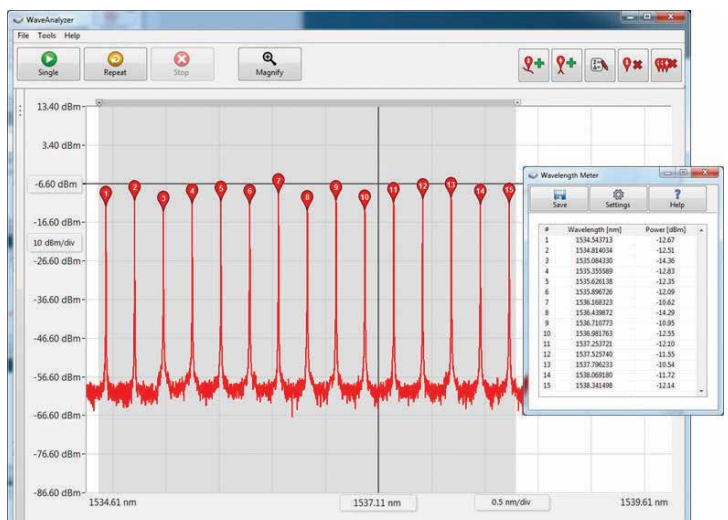 WaveAnalyzer
File Tools Help
Single Repeat Stop Magnify
13.40 dBm
3.40 dBm
-6.60 dBm
-16.60 dBm
10 dBm/div
-26.60 dBm
-36.60 dBm
-46.60 dBm
-56.60 dBm
-66.60 dBm
-76.60 dBm
-86.60 dBm
1 2 3 4 5 6 7 8 9 10 11 12 13 14 15
1534.61 nm 1537.11 nm 0.5 nm/div 1539.61 nm
Wavelength Meter
Save Settings Help
# Wavelength [nm] Power [dBm]
1 1534.543713 -12.67
2 1534.814034 -12.51
3 1535.084330 -14.36
4 1535.355589 -12.83
5 1535.626138 -12.35
6 1535.896726 -12.09
7 1536.168323 -10.62
8 1536.439872 -14.29
9 1536.710773 -10.95
10 1536.981763 -12.55
11 1537.253721 -12.10
12 1537.525740 -11.55
13 1537.796233 -10.54
14 1538.069180 -11.72
15 1538.341498 -12.14